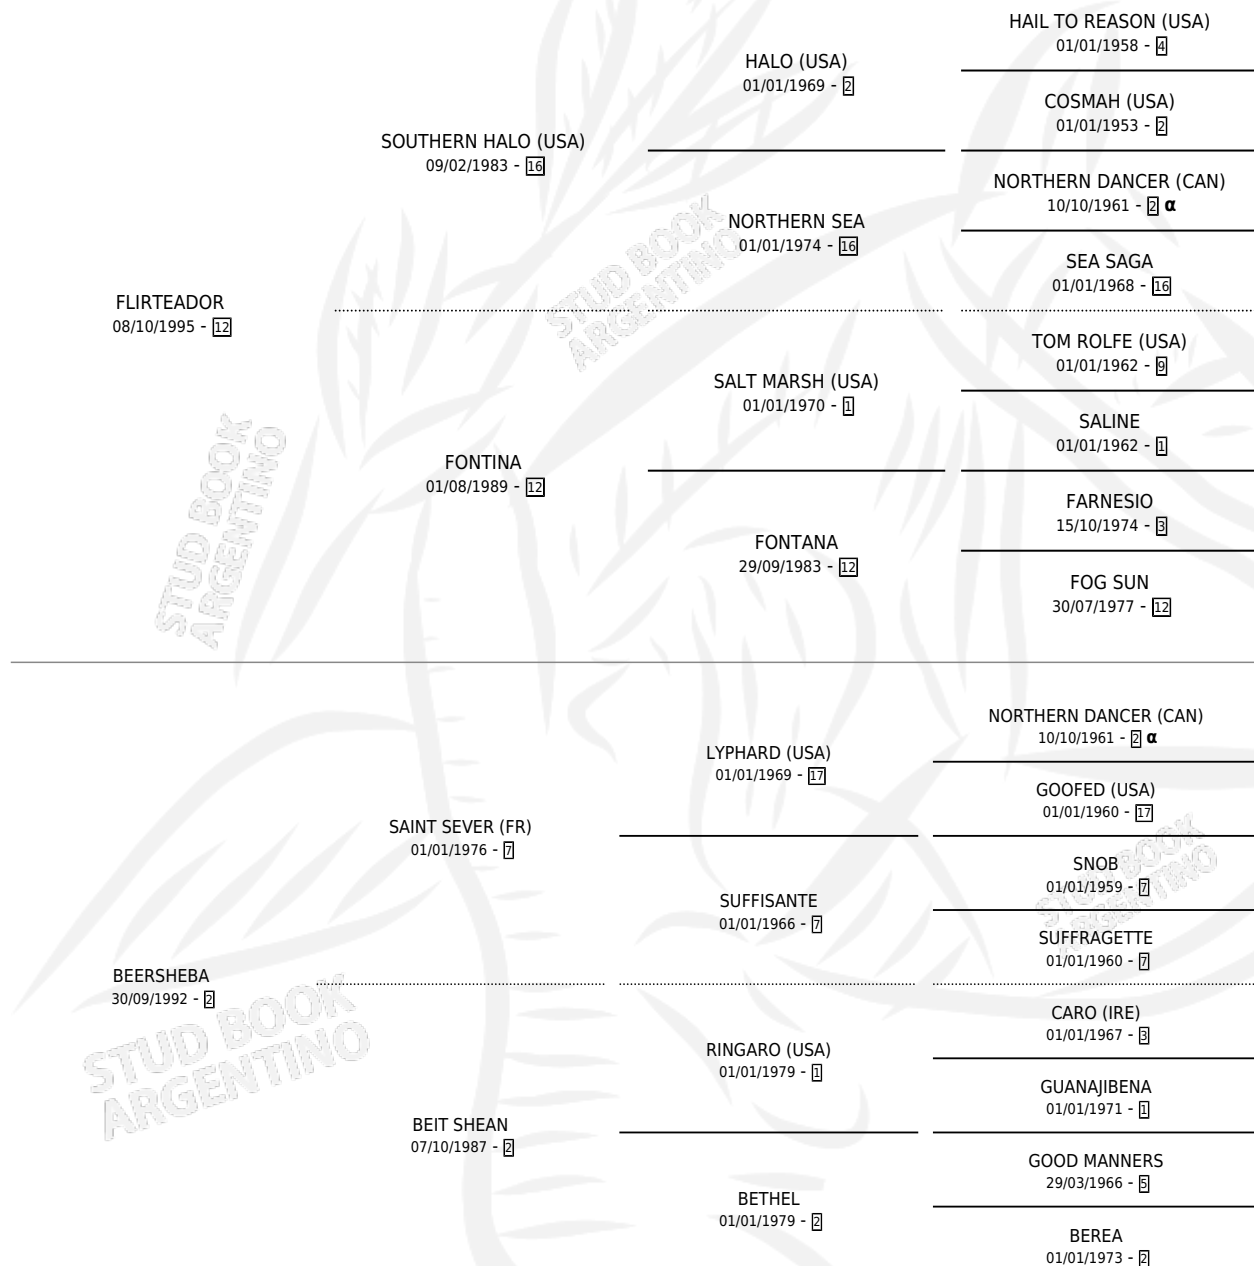 HAIL TO REASON (USA)
01/01/1958 - 4
HALO (USA)
01/01/1969 - 2
COSMAH (USA)
01/01/1953 - 2
SOUTHERN HALO (USA)
09/02/1983 - 16
NORTHERN DANCER (CAN)
10/10/1961 - 2 α
NORTHERN SEA
01/01/1974 - 16
SEA SAGA
01/01/1968 - 16
FLIRTEADOR
08/10/1995 - 12
TOM ROLFE (USA)
01/01/1962 - 9
SALT MARSH (USA)
01/01/1970 - 1
SALINE
01/01/1962 - 1
FONTINA
01/08/1989 - 12
FARNESIO
15/10/1974 - 3
FONTANA
29/09/1983 - 12
FOG SUN
30/07/1977 - 12
NORTHERN DANCER (CAN)
10/10/1961 - 2 α
LYPHARD (USA)
01/01/1969 - 17
GOOFED (USA)
01/01/1960 - 17
SAINT SEVER (FR)
01/01/1976 - 7
SNOB
01/01/1959 - 7
SUFFISANTE
01/01/1966 - 7
SUFFRAGETTE
01/01/1960 - 7
BEERSHEBA
30/09/1992 - 2
CARO (IRE)
01/01/1967 - 3
RINGARO (USA)
01/01/1979 - 1
GUANAJIBENA
01/01/1971 - 1
BEIT SHEAN
07/10/1987 - 2
GOOD MANNERS
29/03/1966 - 5
BETHEL
01/01/1979 - 2
BEREA
01/01/1973 - 2
STUD BOOK
ARGENTINO
STUD BOOK
ARGENTINO
STUD BOOK
ARGENTINO
STUD BOOK
ARGENTINO